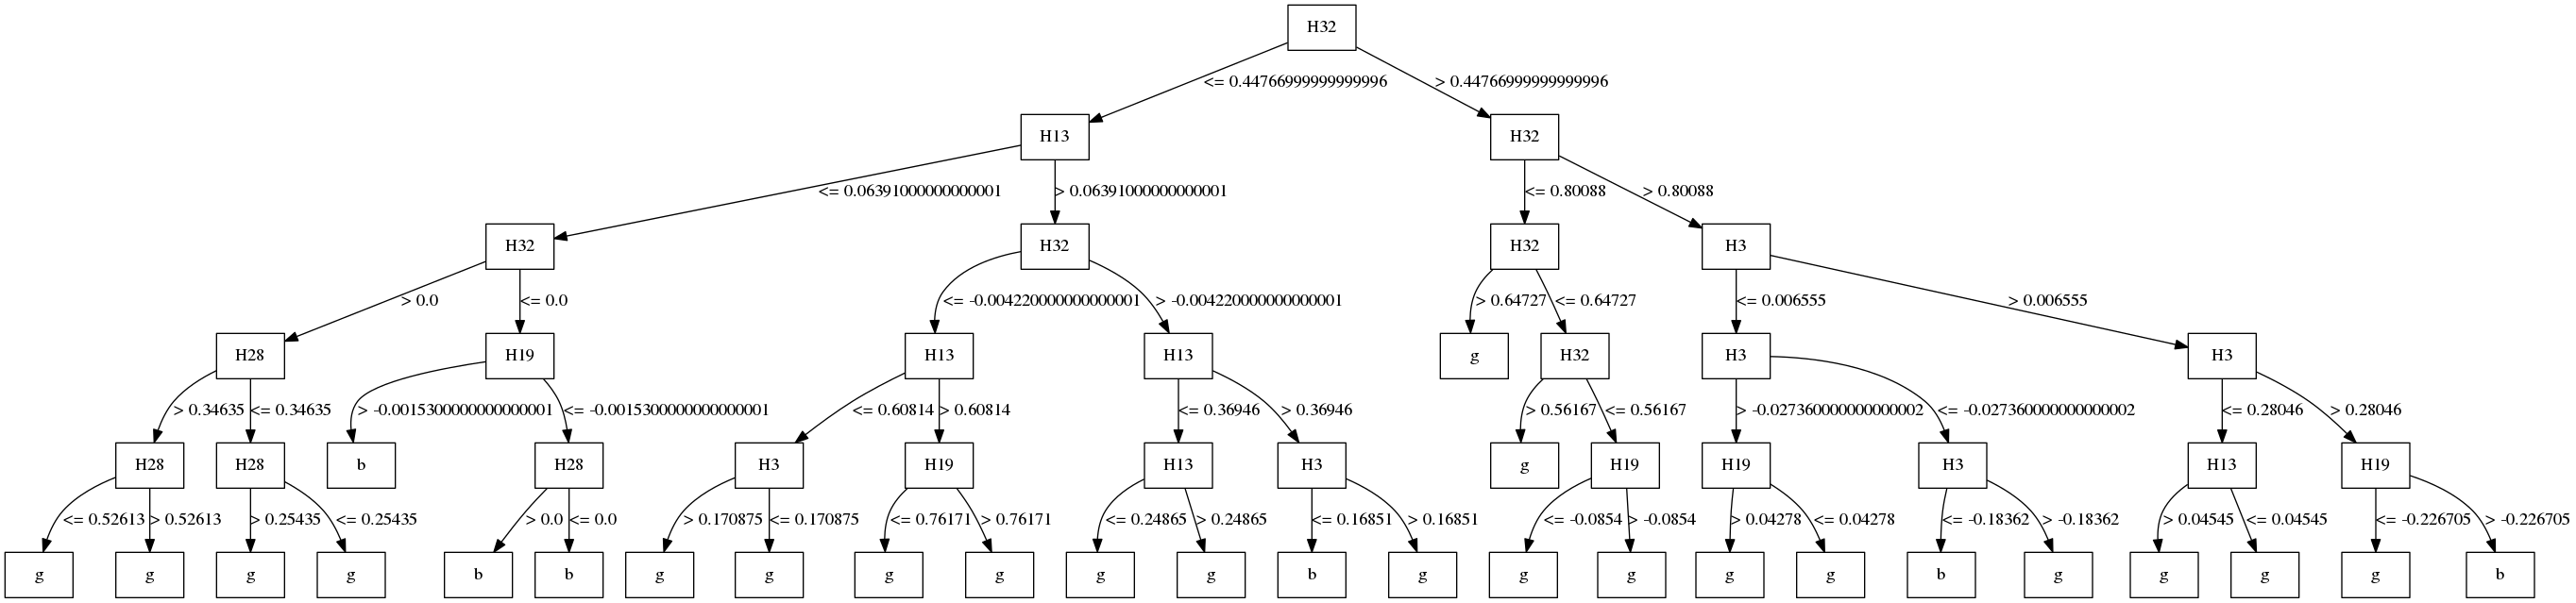 H32
<= 0.44766999999999996 > 0.44766999999999996
H13 H32
<= 0.06391000000000001 > 0.06391000000000001 <= 0.80088 > 0.80088
H32 H32 H32 H3
> 0.0 <= 0.0 <= -0.004220000000000001 > -0.004220000000000001 > 0.64727 <= 0.64727 <= 0.006555 > 0.006555
H28 H19 H13 H13 g H32 H3 H3
> 0.34635 <= 0.34635 > -0.0015300000000000001 <= -0.0015300000000000001 <= 0.60814 > 0.60814 <= 0.36946 > 0.36946 > 0.56167 <= 0.56167 > -0.027360000000000002 <= -0.027360000000000002 <= 0.28046 > 0.28046
H28 H28 b H28 H3 H19 H13 H3 g H19 H19 H3 H13 H19
<= 0.52613 > 0.52613 > 0.25435 <= 0.25435 > 0.0 <= 0.0 > 0.170875 <= 0.170875 <= 0.76171 > 0.76171 <= 0.24865 > 0.24865 <= 0.16851 > 0.16851 <= -0.0854 > -0.0854 > 0.04278 <= 0.04278 <= -0.18362 > -0.18362 > 0.04545 <= 0.04545 <= -0.226705 > -0.226705
g g g g b b g g g g g g b g g g g g b g g g g b